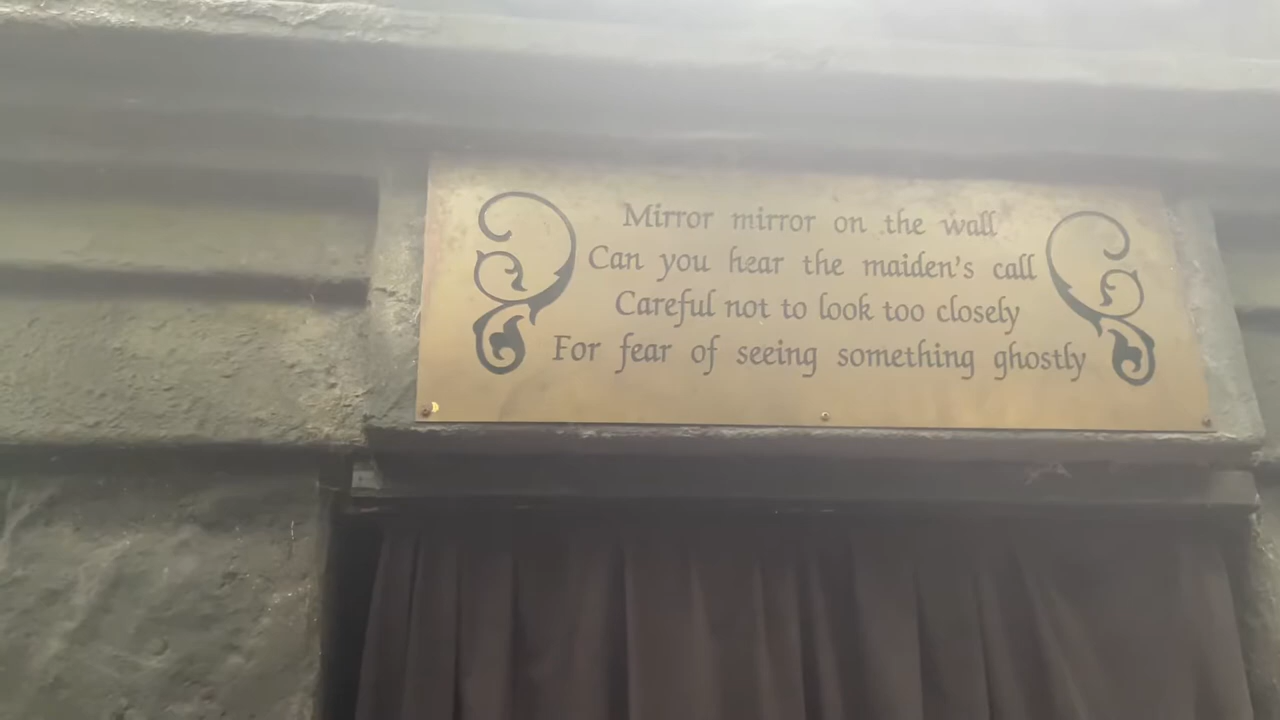 Mirror mirror on the wall
Can you hear the maiden's call
Careful not to look too closely
For fear of seeing something ghostly